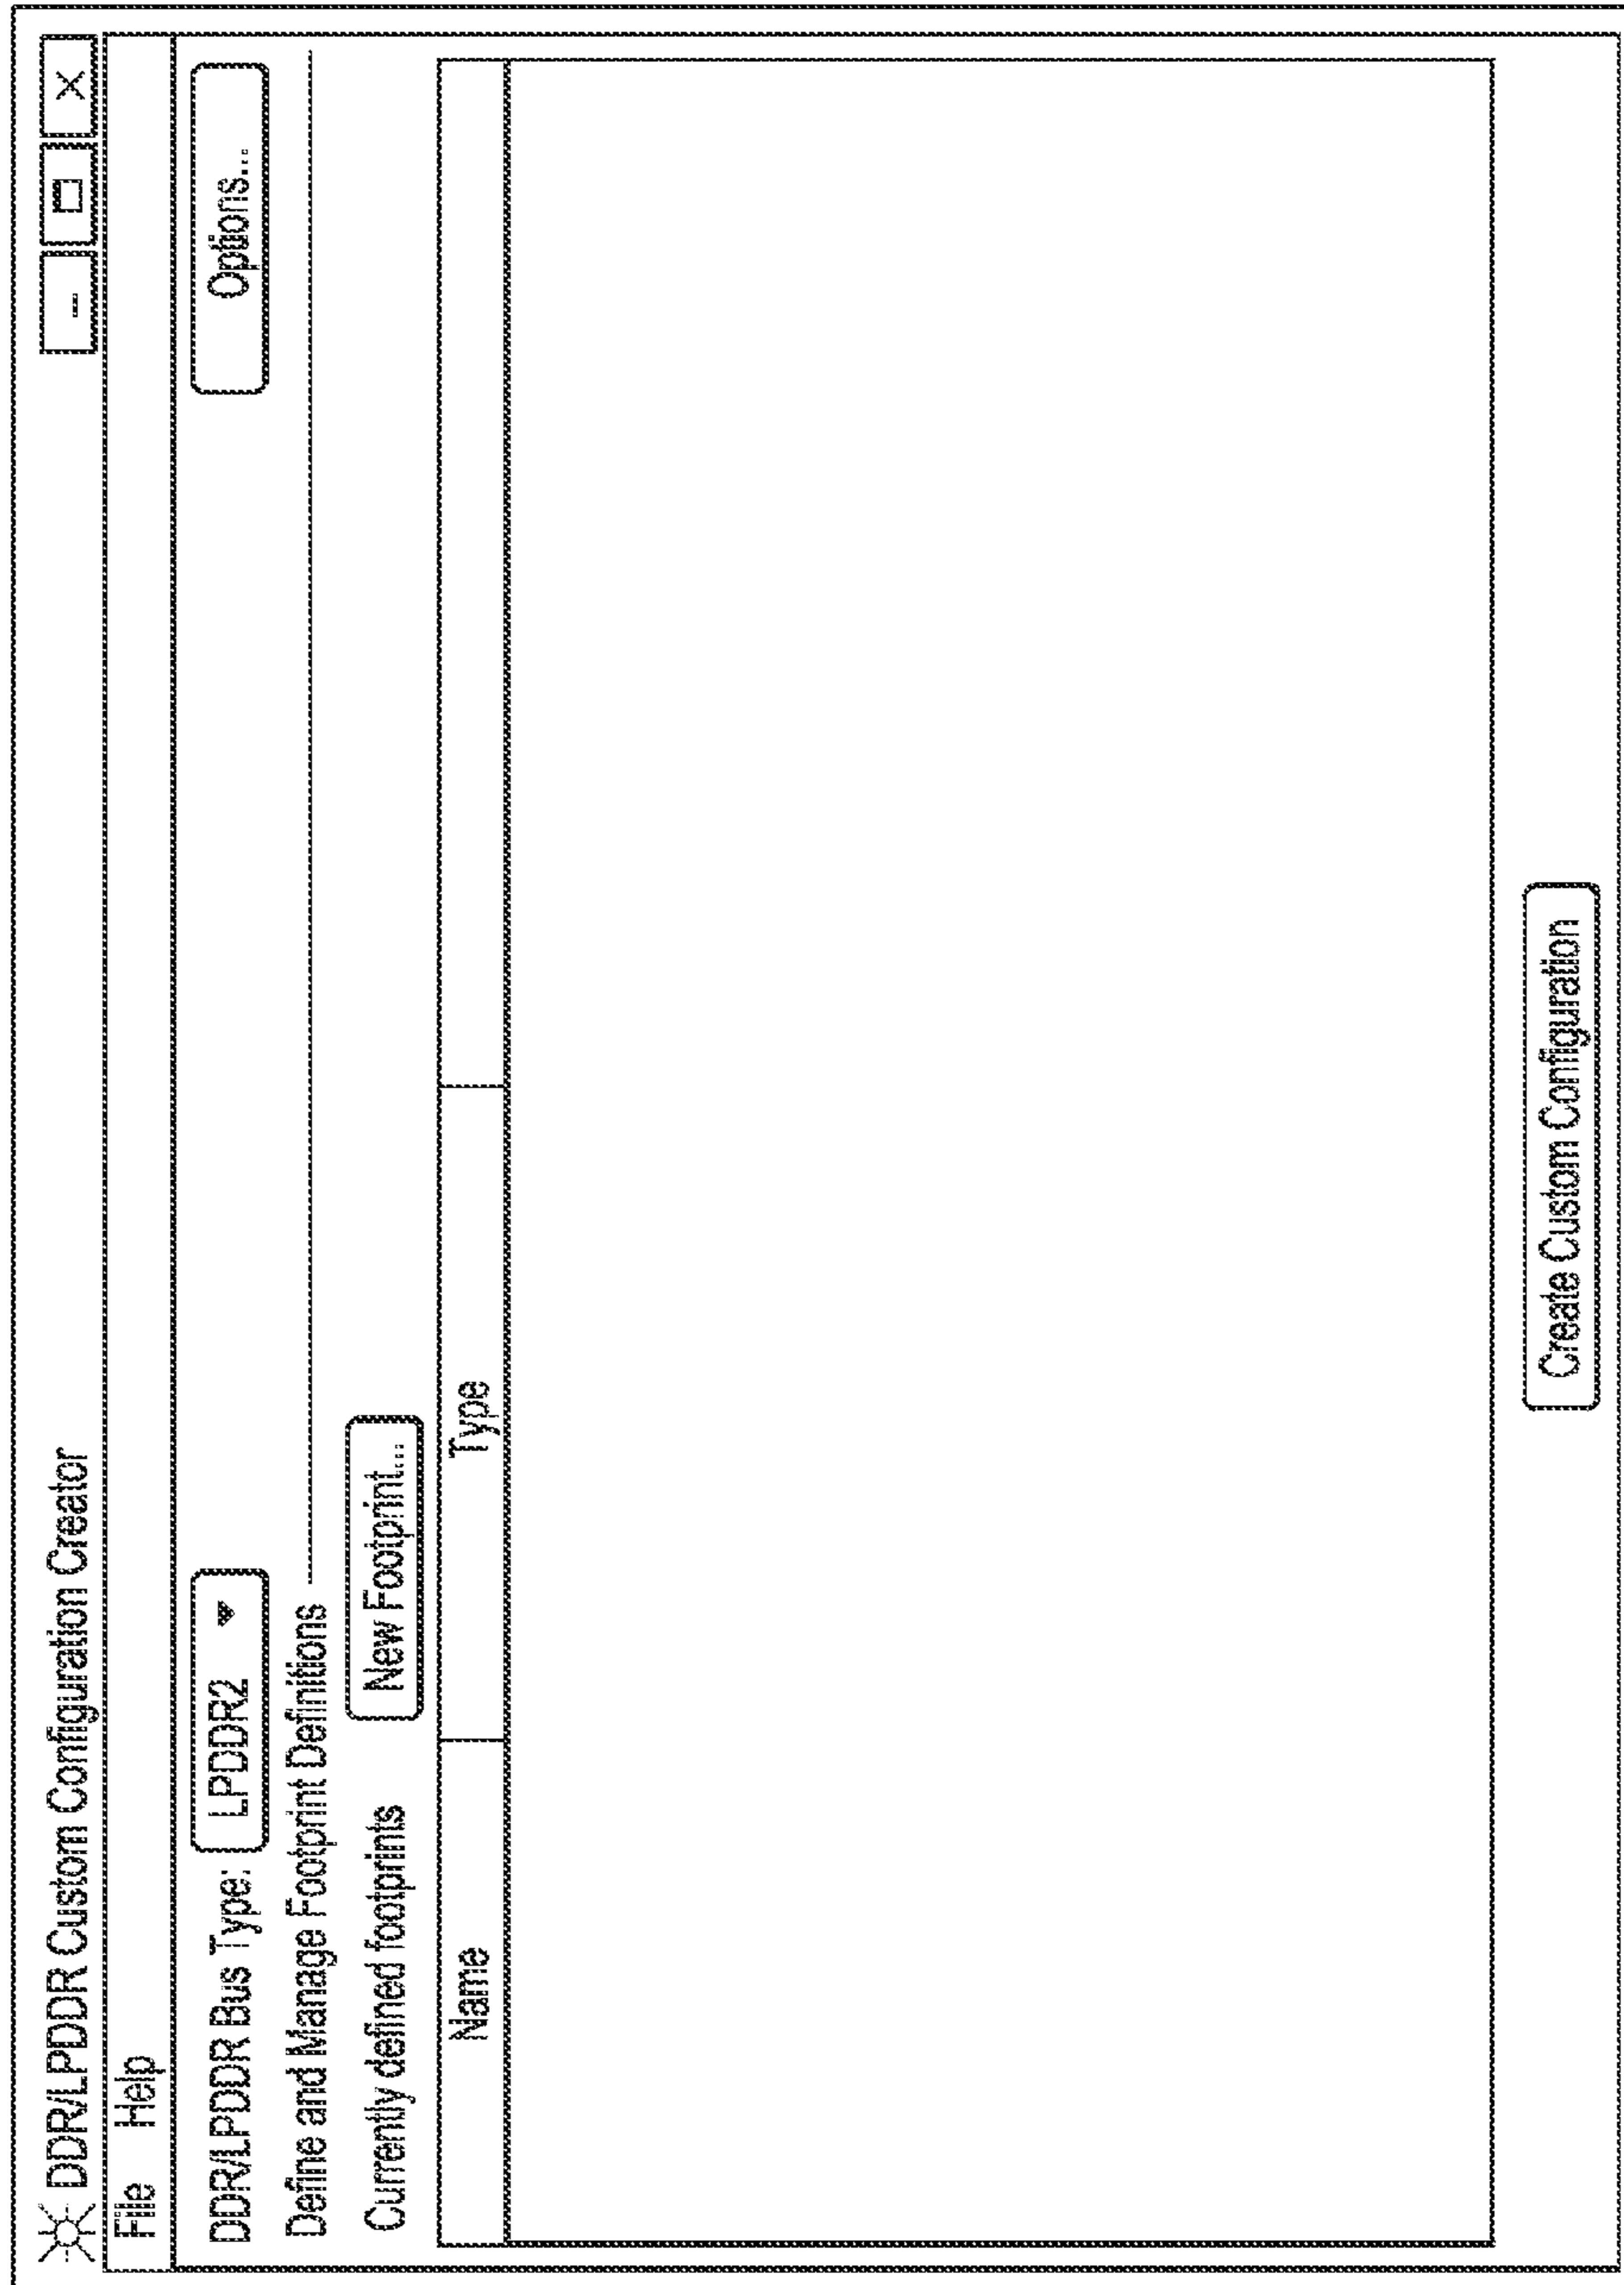 DDR/LPDDR Custom Configuration Creator
File Help
DDR/LPDDR Bus Type: LPDDR2 Options...
Define and Manage Footprint Definitions
Currently defined footprints New Footprint...
Name Type
Create Custom Configuration